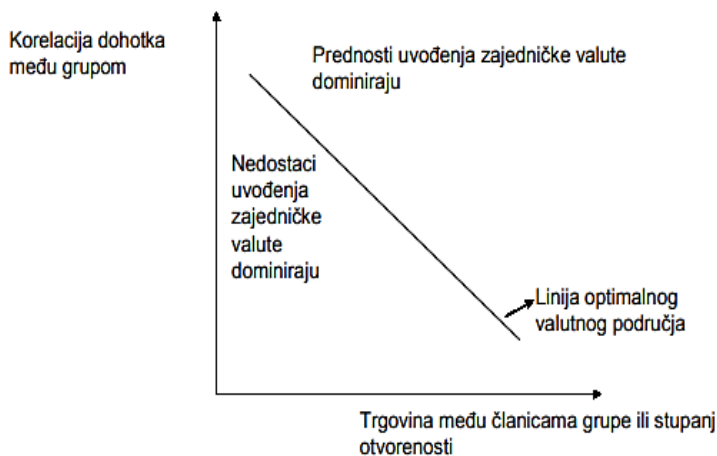 Korelacija dohotka
među grupom
Prednosti uvođenja zajedničke valute
dominiraju
Nedostaci
uvođenja
zajedničke
valute
dominiraju
Linija optimalnog
valutnog područja
Trgovina među članicama grupe ili stupanj
otvorenosti